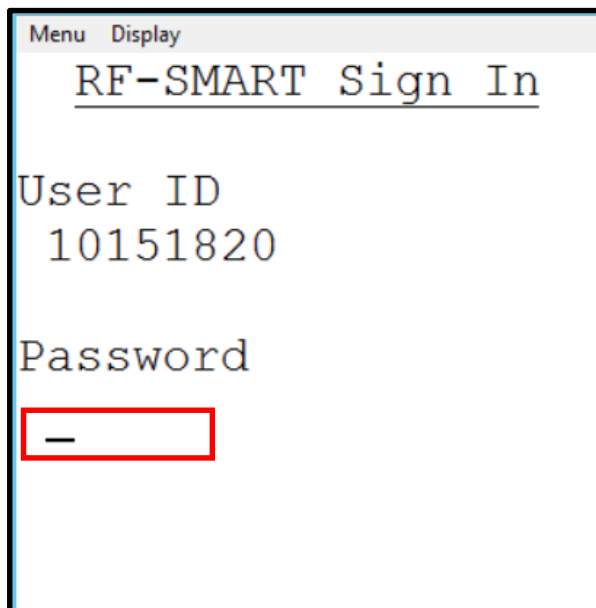 Menu Display
RF-SMART Sign In
User ID
10151820
Password
_